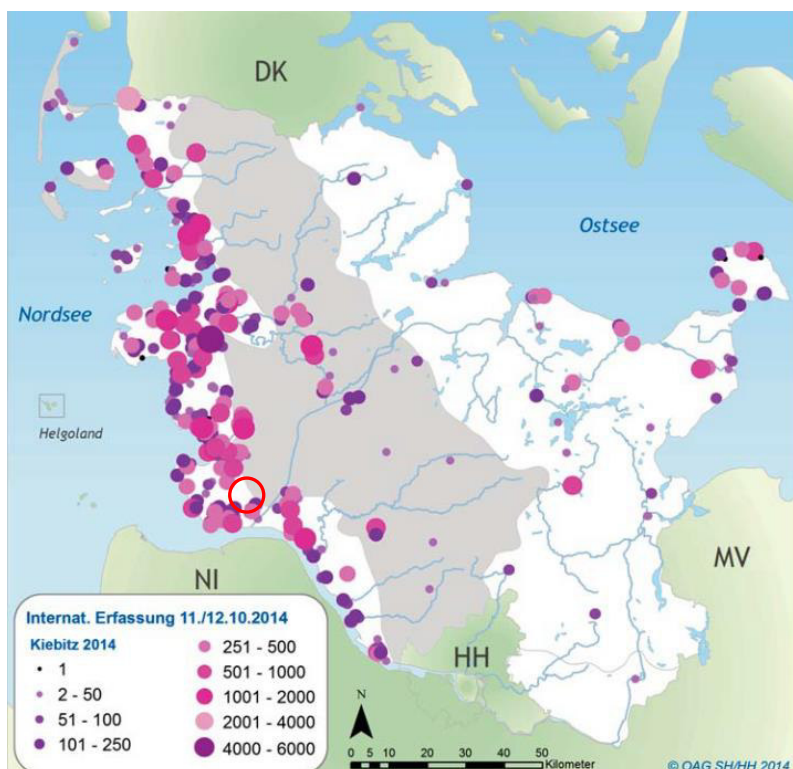 DK
Ostsee
Nordsee
Helgoland
MV
NI
HH
Internat. Erfassung 11./12.10.2014
Kiebitz 2014
1
2 - 50
51 - 100
101 - 250
251 - 500
501 - 1000
1001 - 2000
2001 - 4000
4000 - 6000
N
0 5 10 20 30 40 50
Kilometer
© OAG SH/HH 2014